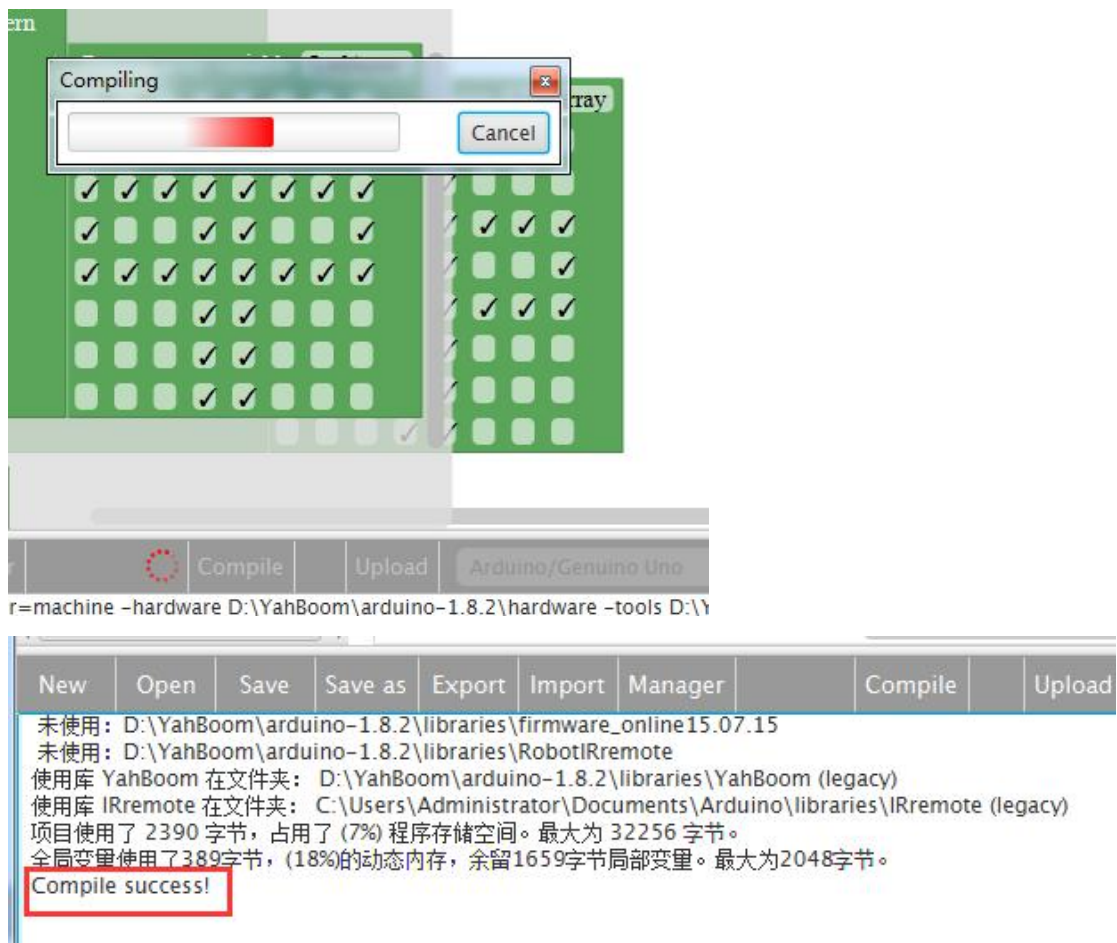 ern
Compiling
rray
Cancel
Compile Upload Arduino/Genuino Uno
r=machine -hardware D:\YahBoom\arduino-1.8.2\hardware -tools D:\Y
New Open Save Save as Export Import Manager Compile Upload
未使用: D:\YahBoom\arduino-1.8.2\libraries\firmware_online15.07.15
未使用: D:\YahBoom\arduino-1.8.2\libraries\RobotIRremote
使用库 YahBoom 在文件夹: D:\YahBoom\arduino-1.8.2\libraries\YahBoom (legacy)
使用库 IRremote 在文件夹: C:\Users\Administrator\Documents\Arduino\libraries\IRremote (legacy)
项目使用了 2390 字节，占用了 (7%) 程序存储空间。最大为 32256 字节。
全局变量使用了389字节，(18%)的动态内存，余留1659字节局部变量。最大为2048字节。
Compile success!